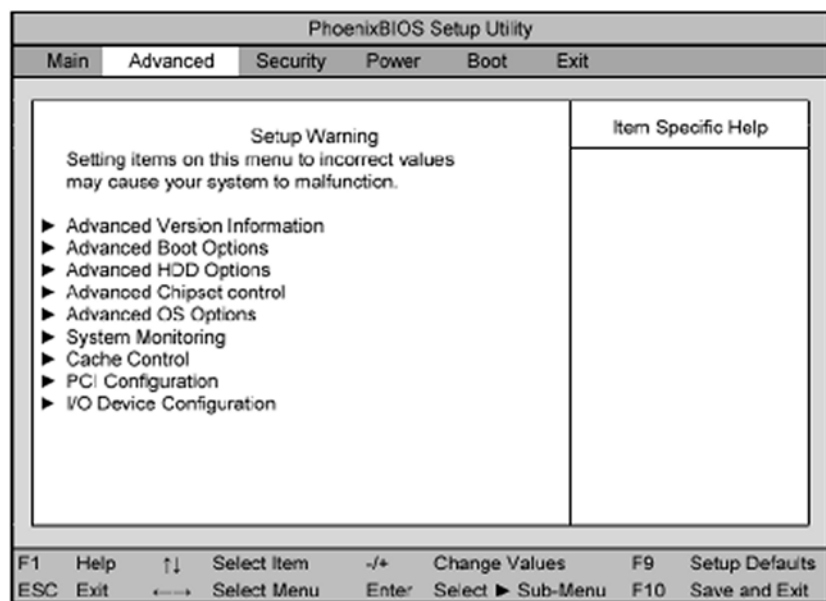 PhoenixBIOS Setup Utility
Main Advanced Security Power Boot Exit
Setup Warning
Setting items on this menu to incorrect values
may cause your system to malfunction.
► Advanced Version Information
► Advanced Boot Options
► Advanced HDD Options
► Advanced Chipset control
► Advanced OS Options
► System Monitoring
► Cache Control
► PCI Configuration
► I/O Device Configuration
Item Specific Help
F1 Help ↑↓ Select Item -/+ Change Values F9 Setup Defaults
ESC Exit ←→ Select Menu Enter Select ► Sub-Menu F10 Save and Exit